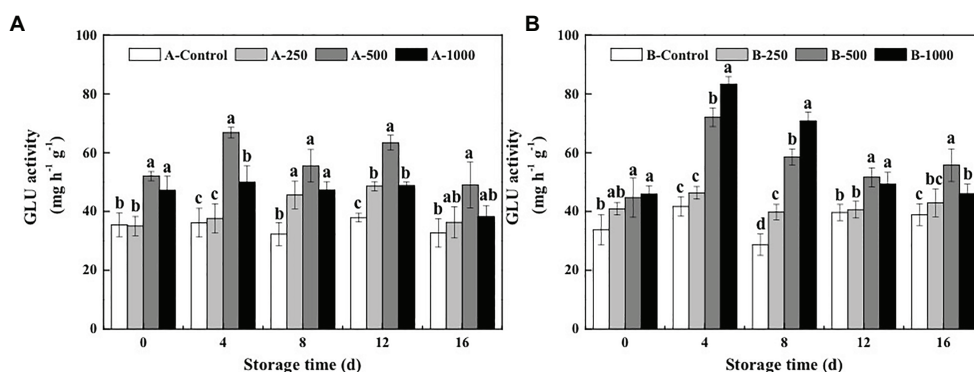 A
GLU activity
(mg h⁻¹ g⁻¹)
100
80
60
40
20
0
A-Control A-250 A-500 A-1000
b b a a
c c a b
b a a a
c b a b
b ab a ab
0 4 8 12 16
Storage time (d)
B
GLU activity
(mg h⁻¹ g⁻¹)
100
80
60
40
20
0
B-Control B-250 B-500 B-1000
b ab a a
c c b a
d c b a
b b a a
c bc a b
0 4 8 12 16
Storage time (d)